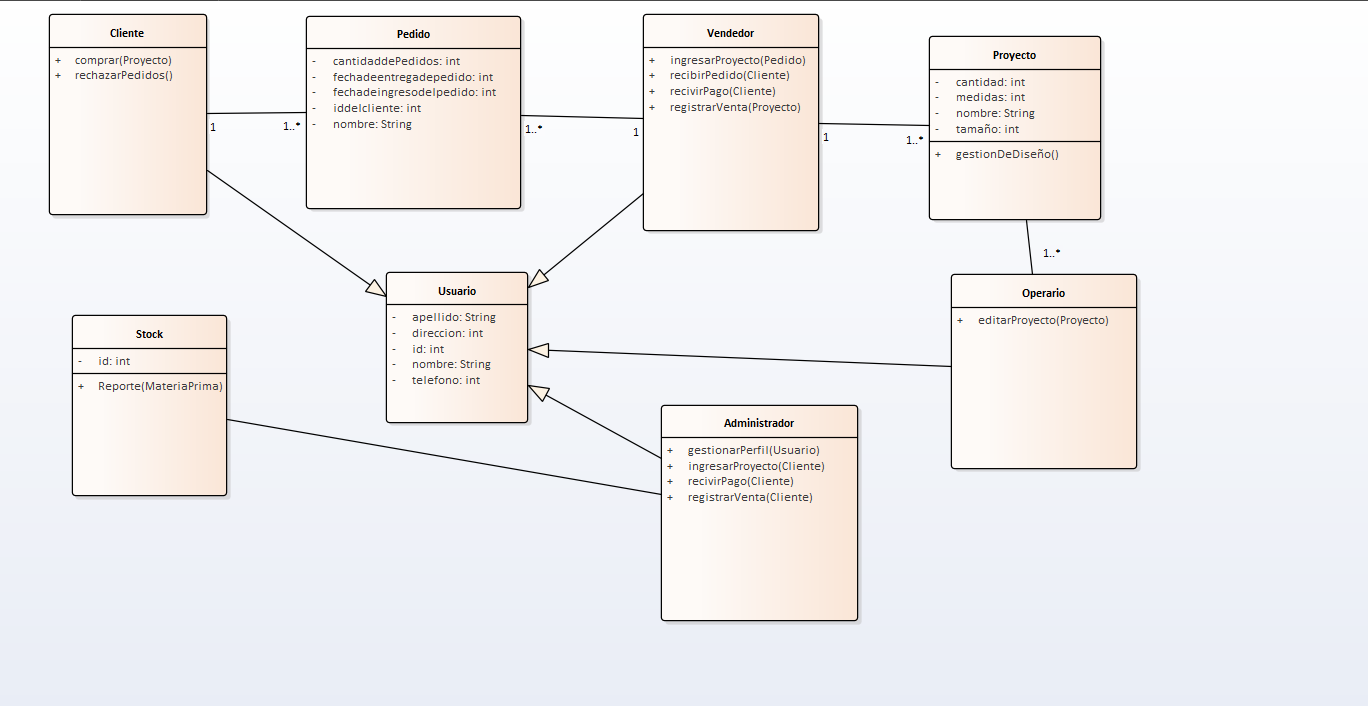 Cliente
+ comprar(Proyecto)
+ rechazarPedidos()
Pedido
- cantidaddePedidos: int
- fechadeentregadepedido: int
- fechadeingresodelpedido: int
- iddelcliente: int
- nombre: String
Vendedor
+ ingresarProyecto(Pedido)
+ recibirPedido(Cliente)
+ recivirPago(Cliente)
+ registrarVenta(Proyecto)
Proyecto
- cantidad: int
- medidas: int
- nombre: String
- tamaño: int
+ gestionDeDiseño()
1
1..*
1..*
1
1
1..*
1..*
Usuario
- apellido: String
- direccion: int
- id: int
- nombre: String
- telefono: int
Operario
+ editarProyecto(Proyecto)
Stock
- id: int
+ Reporte(MateriaPrima)
Administrador
+ gestionarPerfil(Usuario)
+ ingresarProyecto(Cliente)
+ recivirPago(Cliente)
+ registrarVenta(Cliente)